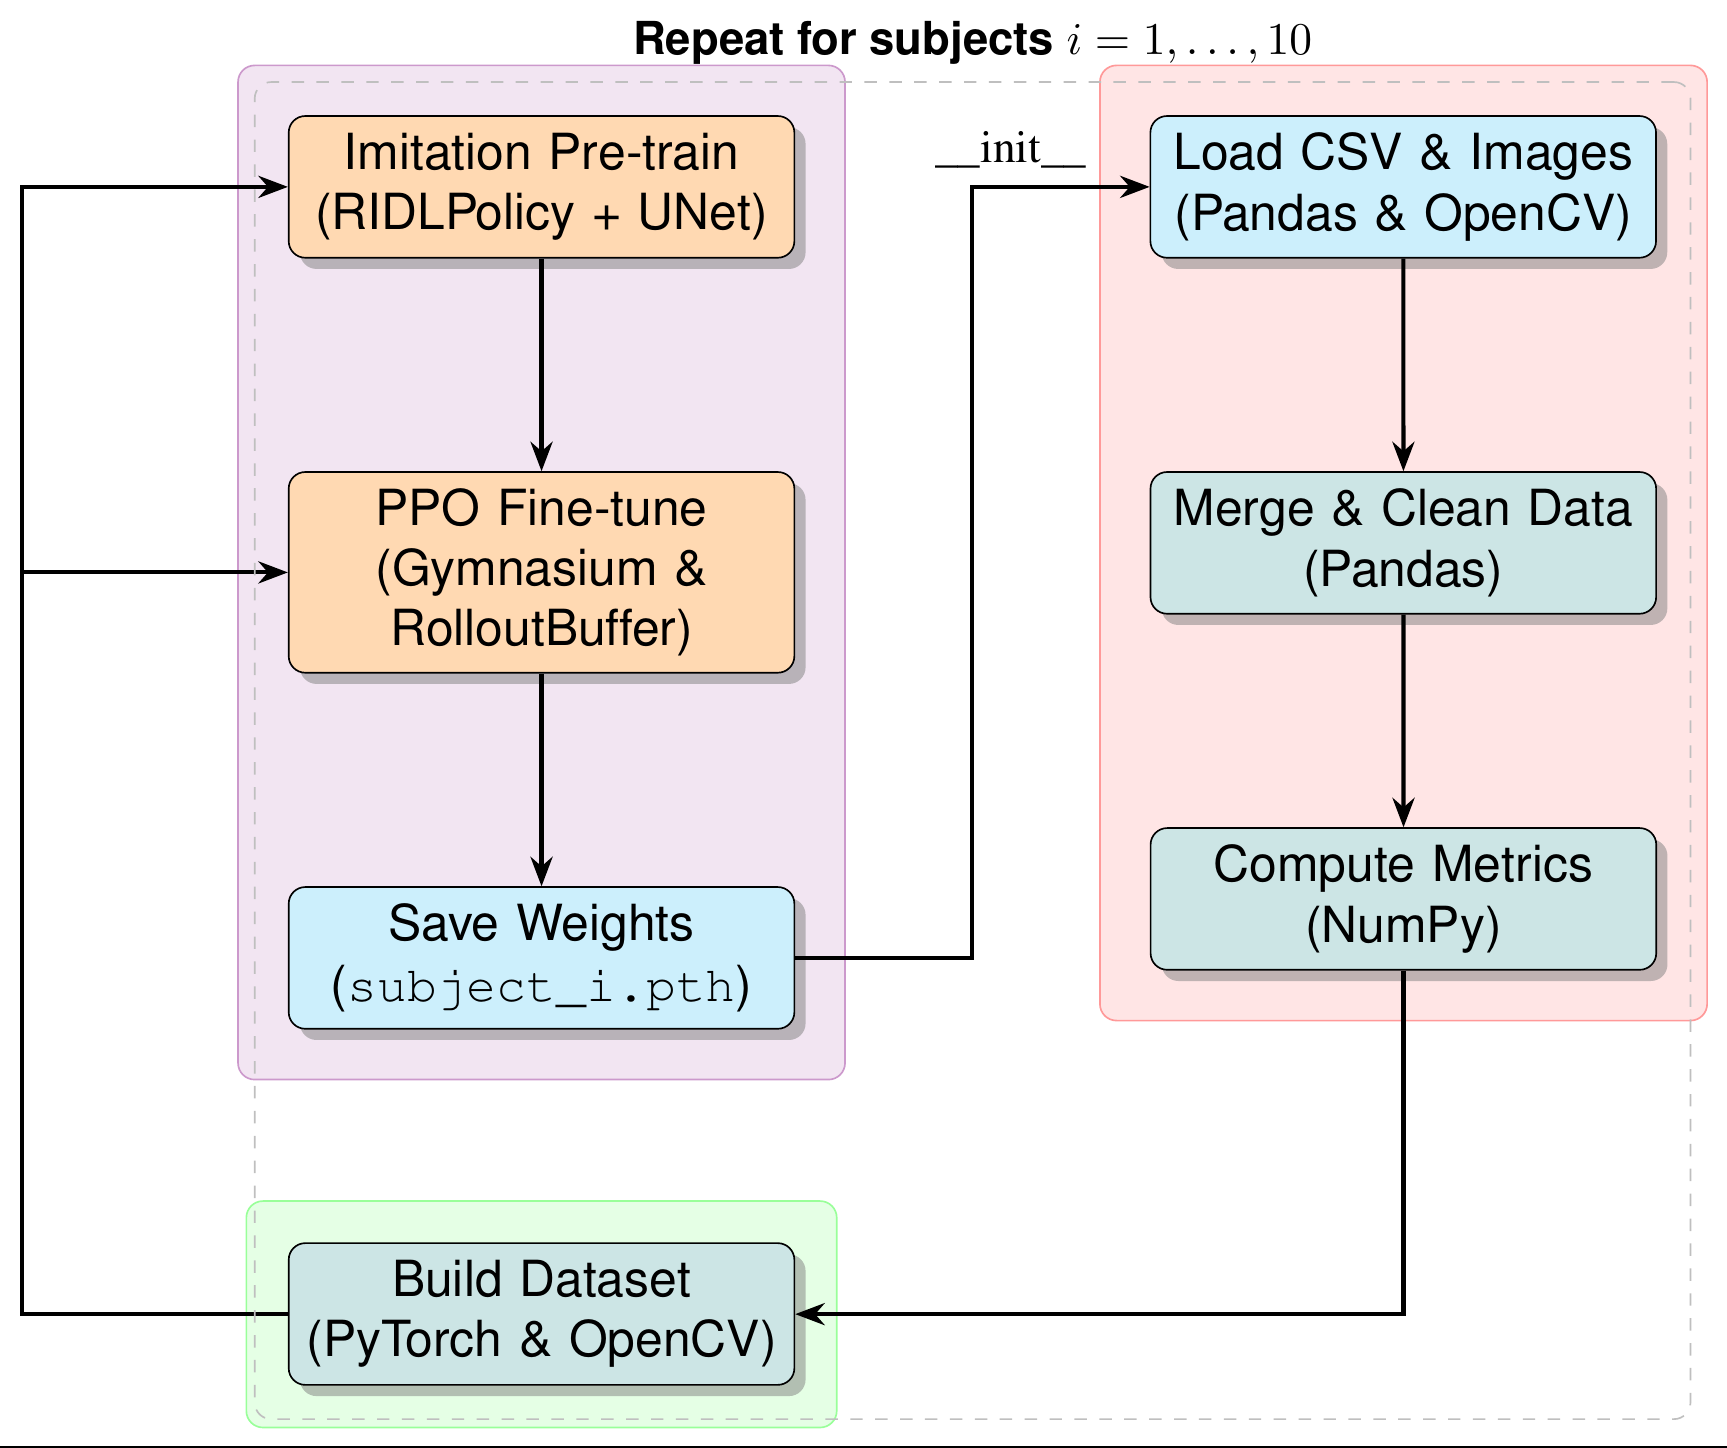 Repeat for subjects i = 1, . . . , 10
Imitation Pre-train
(RIDLPolicy + UNet)
PPO Fine-tune
(Gymnasium &
RolloutBuffer)
Save Weights
(subject_i.pth)
__init__
Load CSV & Images
(Pandas & OpenCV)
Merge & Clean Data
(Pandas)
Compute Metrics
(NumPy)
Build Dataset
(PyTorch & OpenCV)